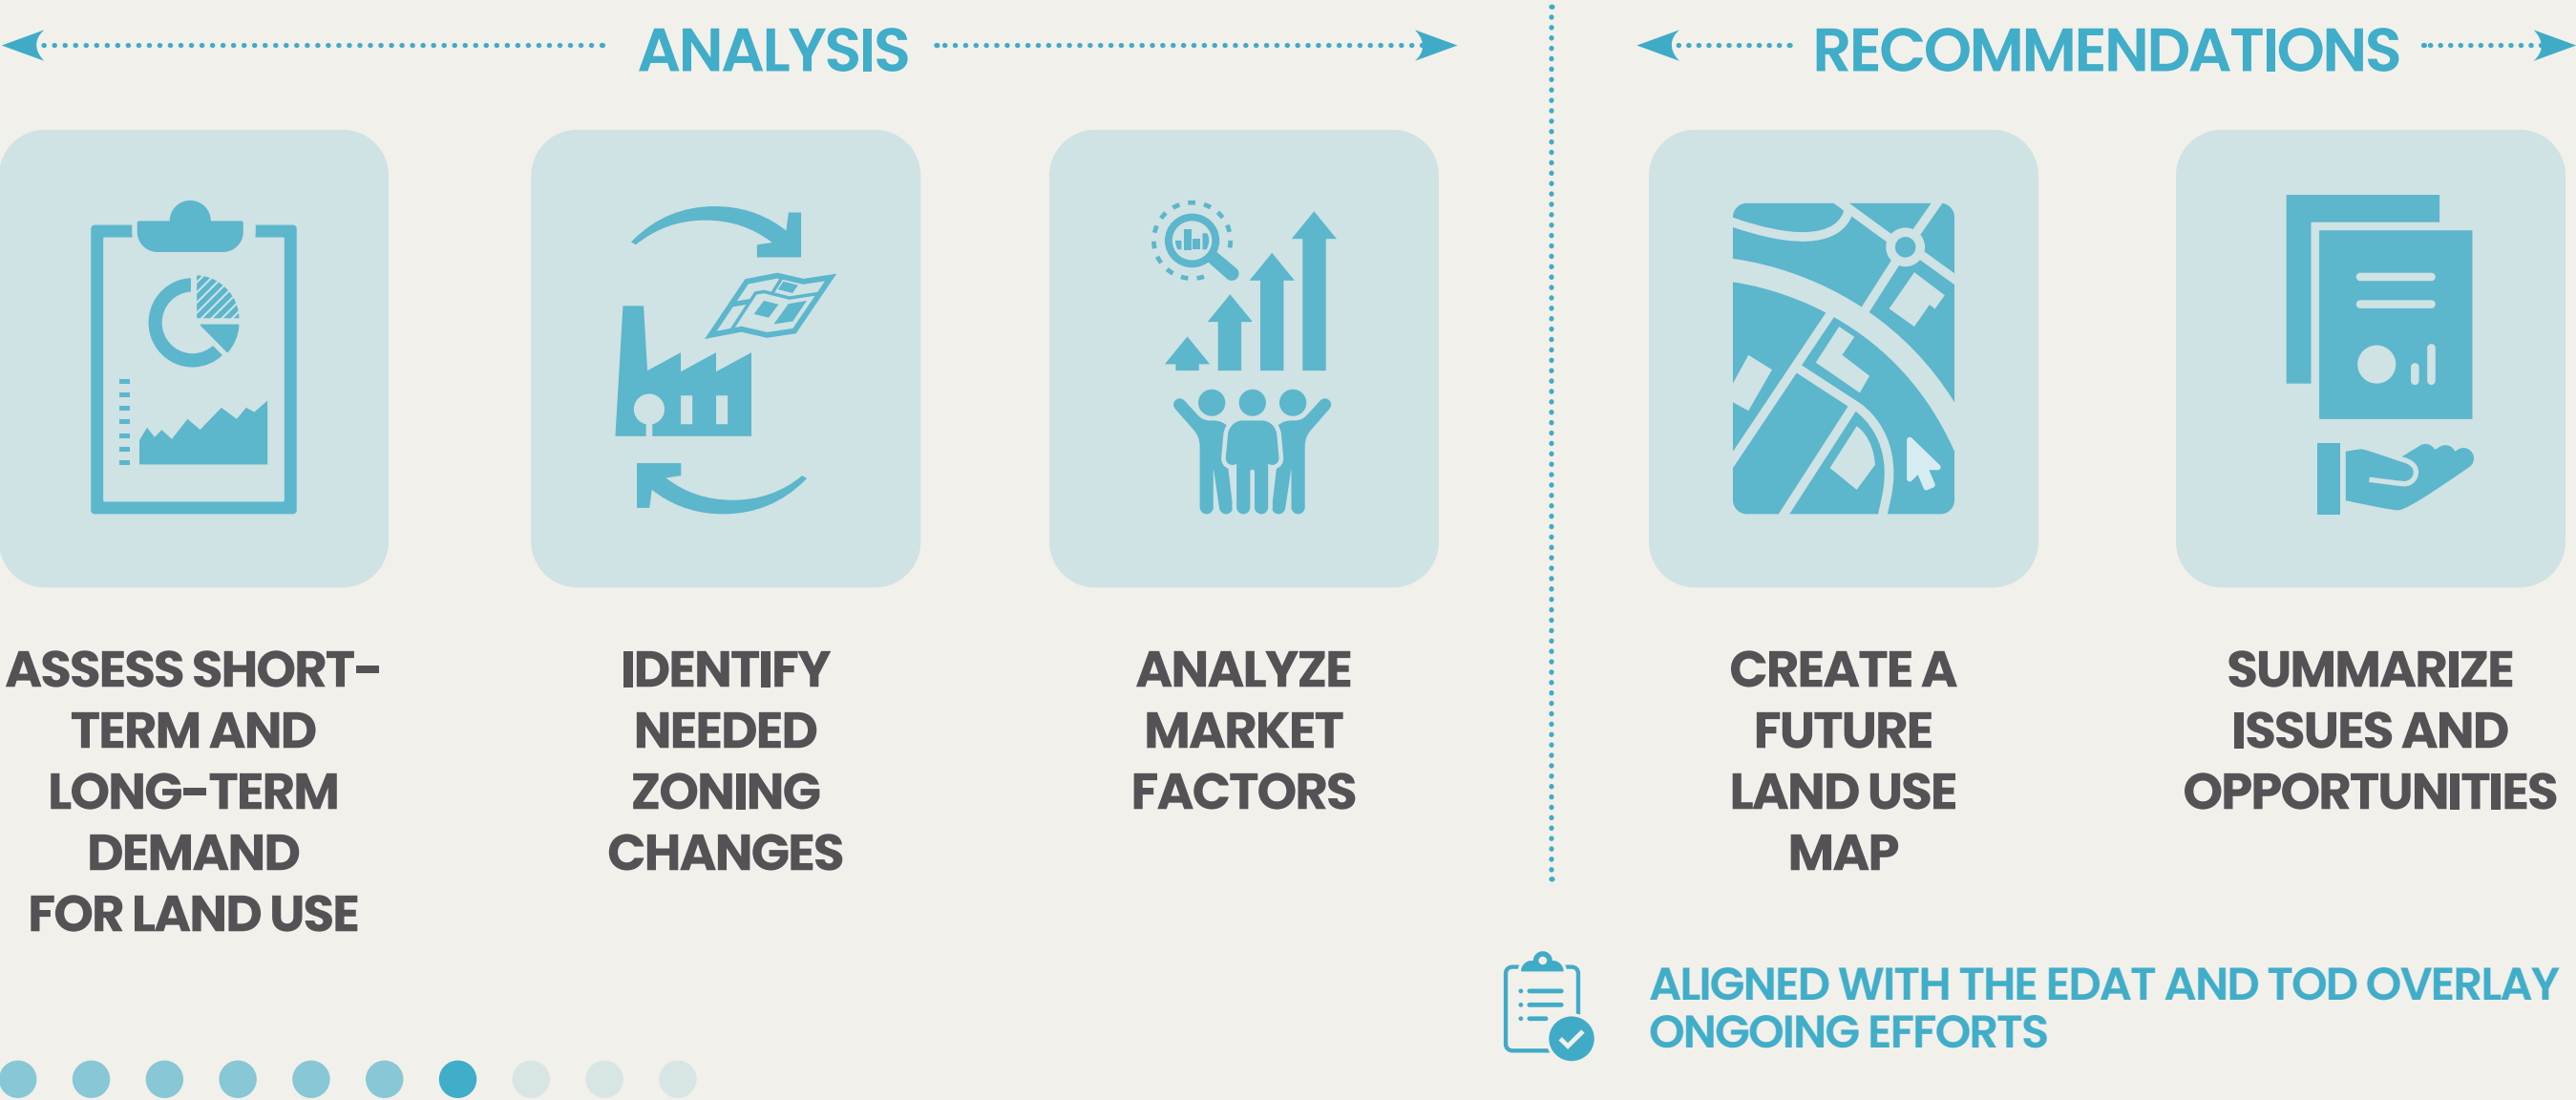 ANALYSIS
RECOMMENDATIONS
ASSESS SHORT-
TERM AND
LONG-TERM
DEMAND
FOR LAND USE
IDENTIFY
NEEDED
ZONING
CHANGES
ANALYZE
MARKET
FACTORS
CREATE A
FUTURE
LAND USE
MAP
SUMMARIZE
ISSUES AND
OPPORTUNITIES
ALIGNED WITH THE EDAT AND TOD OVERLAY
ONGOING EFFORTS